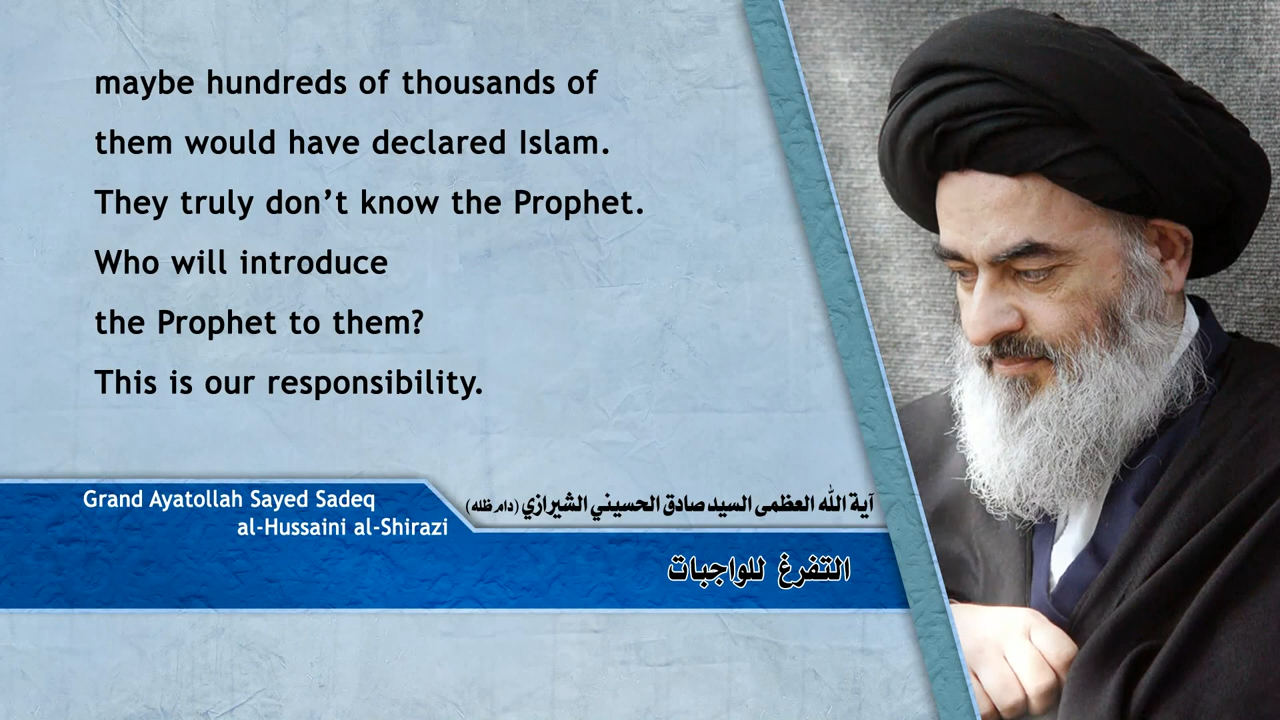 maybe hundreds of thousands of
them would have declared Islam.
They truly don’t know the Prophet.
Who will introduce
the Prophet to them?
This is our responsibility.
Grand Ayatollah Sayed Sadeq
al-Hussaini al-Shirazi
آية الله العظمى السيد صادق الحسيني الشيرازي (دام ظله)
التفرغ للواجبات